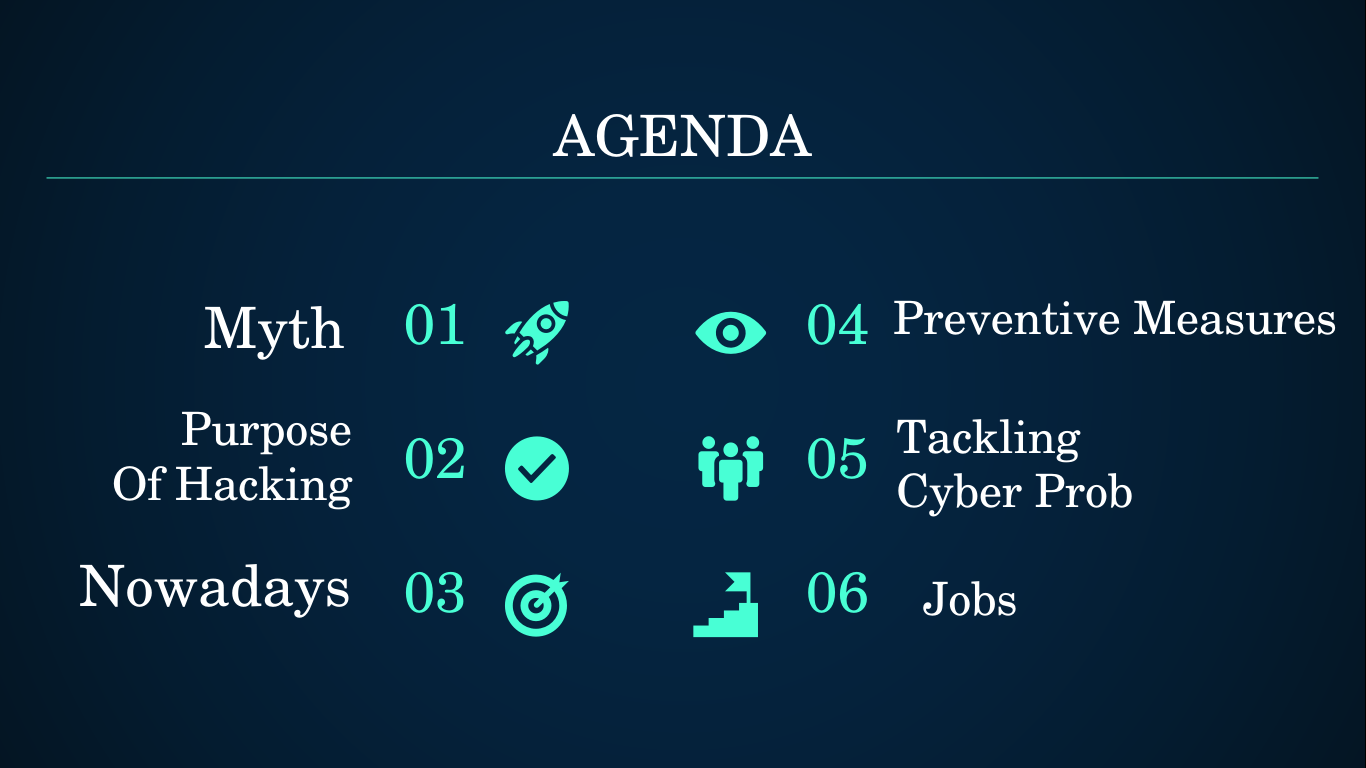 AGENDA
Myth 01
Purpose
Of Hacking 02
Nowadays 03
04 Preventive Measures
05 Tackling
Cyber Prob
06 Jobs